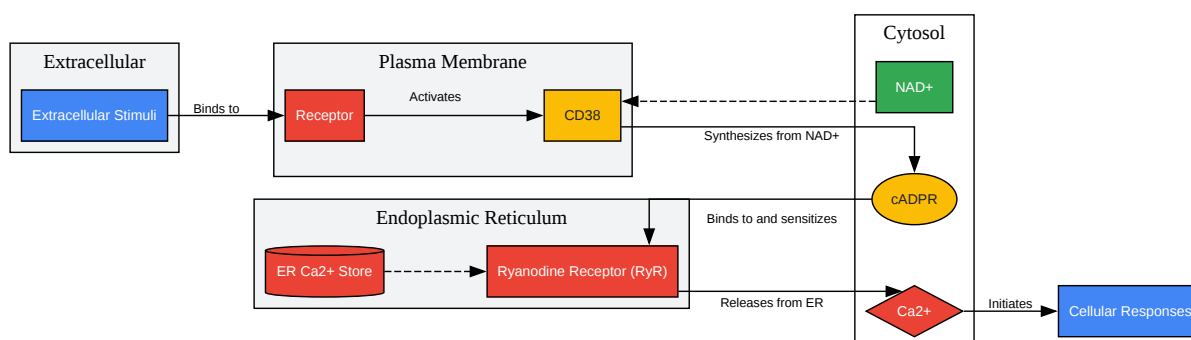 Cytosol
Extracellular
Plasma Membrane
NAD+
Extracellular Stimuli
Binds to
Receptor
Activates
CD38
Synthesizes from NAD+
cADPR
Endoplasmic Reticulum
Binds to and sensitizes
ER Ca2+ Store
Ryanodine Receptor (RyR)
Releases from ER
Ca2+
Initiates
Cellular Responses